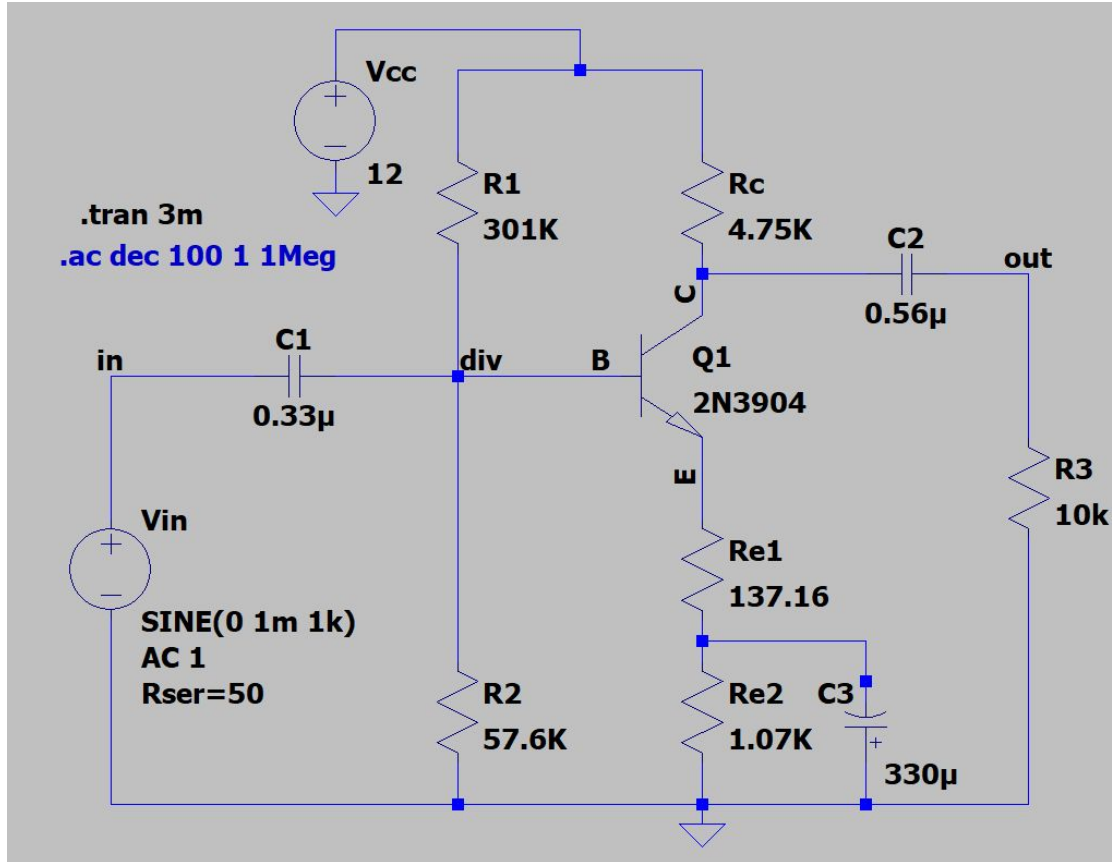 Vcc
12
R1
301K
Rc
4.75K
.tran 3m
.ac dec 100 1 1Meg
C2
0.56µ
out
C
C1
0.33µ
in
div
B
Q1
2N3904
E
R3
10k
Vin
SINE(0 1m 1k)
AC 1
Rser=50
Re1
137.16
R2
57.6K
Re2
1.07K
C3
330µ